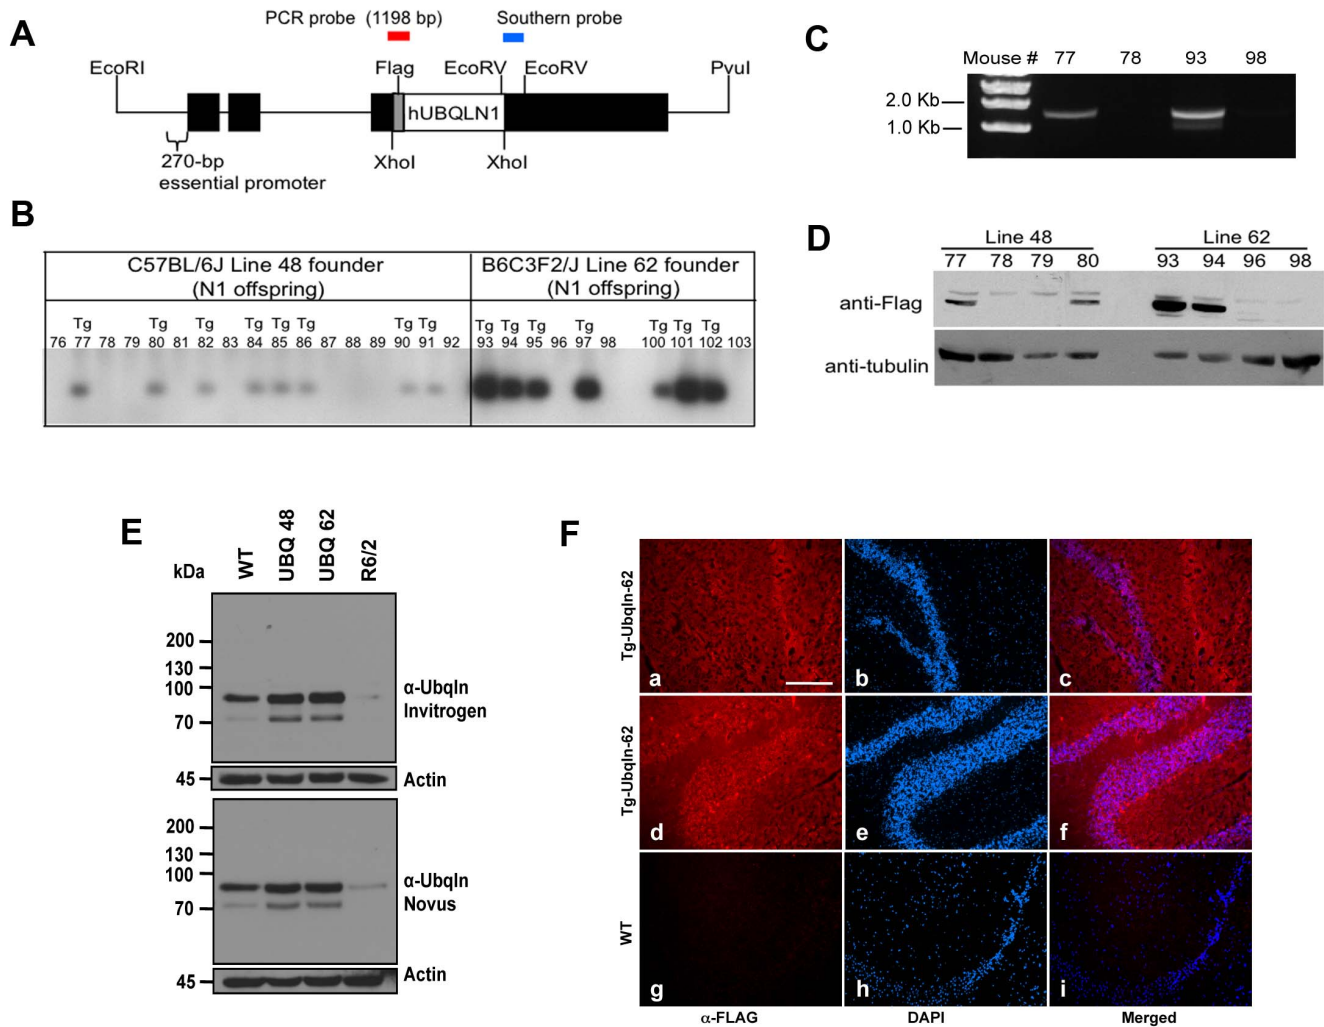 A
PCR probe (1198 bp)
Southern probe
EcoRI
Flag
EcoRV
EcoRV
PvuI
hUBQLN1
XhoI
XhoI
270-bp
essential promoter
B
C57BL/6J Line 48 founder
(N1 offspring)
B6C3F2/J Line 62 founder
(N1 offspring)
Tg Tg Tg Tg Tg Tg Tg Tg Tg Tg Tg Tg Tg Tg Tg
76 77 78 79 80 81 82 83 84 85 86 87 88 89 90 91 92 93 94 95 96 97 98 100 101 102 103
C
Mouse # 77 78 93 98
2.0 Kb
1.0 Kb
D
Line 48
Line 62
77 78 79 80 93 94 96 98
anti-Flag
anti-tubulin
E
kDa
WT
UBQ 48
UBQ 62
R6/2
200
130
100
70
α-Ubqln
Invitrogen
45
Actin
200
130
100
70
α-Ubqln
Novus
45
Actin
F
Tg-Ubqln-62
a b c
Tg-Ubqln-62
d e f
WT
g h i
α-FLAG DAPI Merged